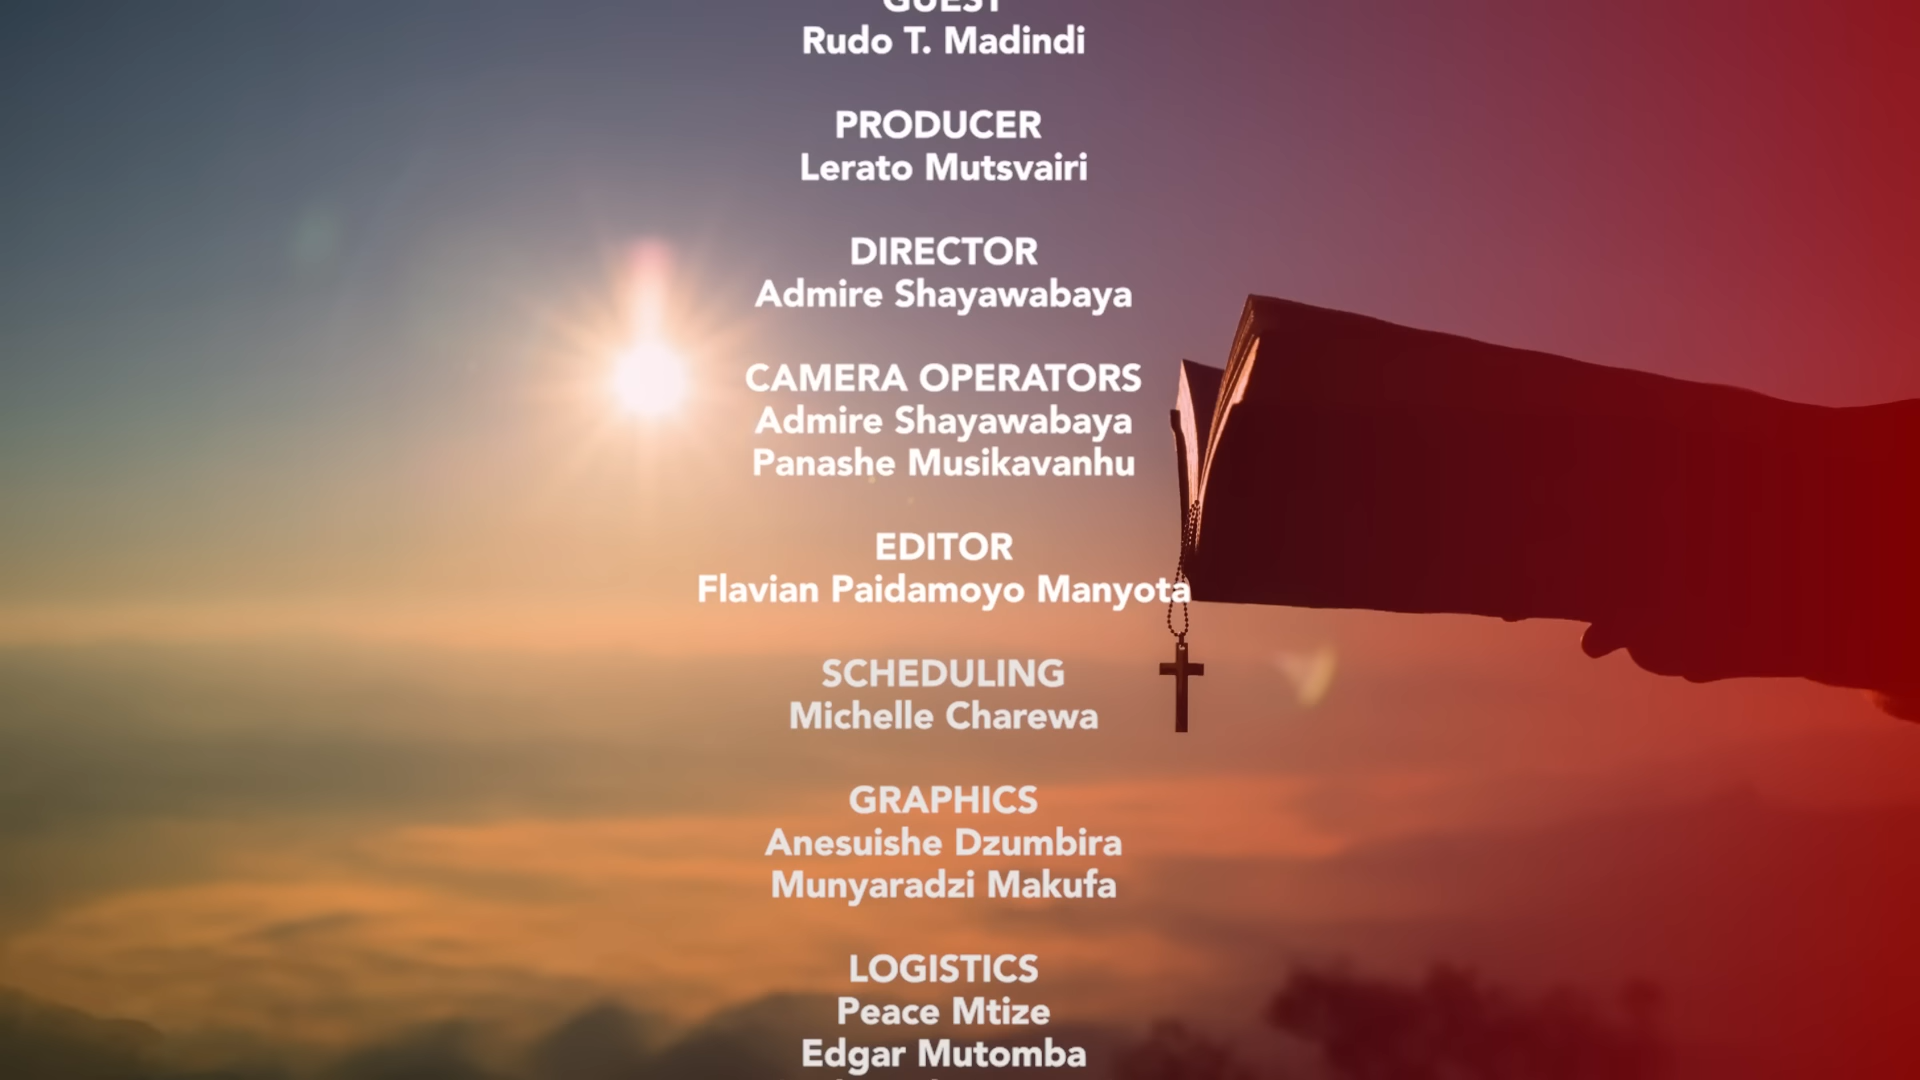 GUEST
Rudo T. Madindi
PRODUCER
Lerato Mutsvairi
DIRECTOR
Admire Shayawabaya
CAMERA OPERATORS
Admire Shayawabaya
Panashe Musikavanhu
EDITOR
Flavian Paidamoyo Manyota
SCHEDULING
Michelle Charewa
GRAPHICS
Anesuishe Dzumbira
Munyaradzi Makufa
LOGISTICS
Peace Mtize
Edgar Mutomba